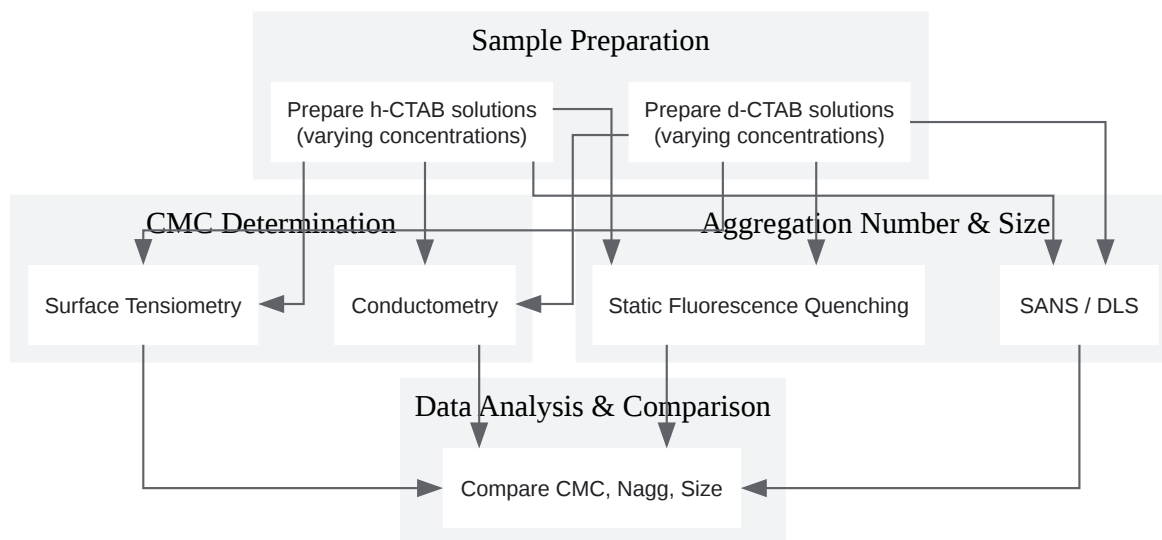 Sample Preparation
Prepare h-CTAB solutions
(varying concentrations)
Prepare d-CTAB solutions
(varying concentrations)
CMC Determination
Aggregation Number & Size
Surface Tensiometry
Conductometry
Static Fluorescence Quenching
SANS / DLS
Data Analysis & Comparison
Compare CMC, Nagg, Size